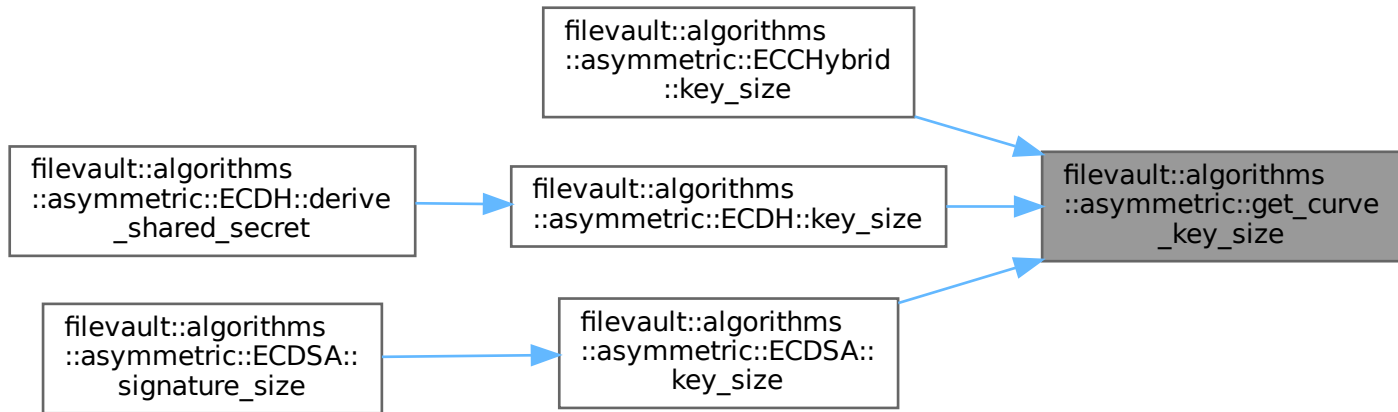 filevault::algorithms
::asymmetric::ECCHybrid
::key_size
filevault::algorithms
::asymmetric::ECDH::derive
_shared_secret
filevault::algorithms
::asymmetric::ECDH::key_size
filevault::algorithms
::asymmetric::get_curve
_key_size
filevault::algorithms
::asymmetric::ECDSA::
signature_size
filevault::algorithms
::asymmetric::ECDSA::
key_size